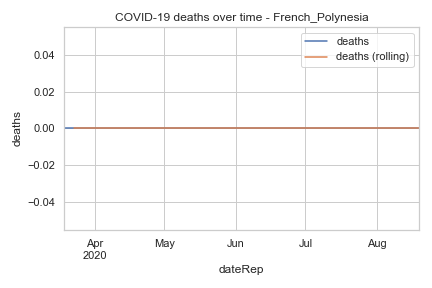 COVID-19 deaths over time - French_Polynesia
deaths
deaths (rolling)
0.04
0.02
0.00
−0.02
−0.04
deaths
Apr
2020
May
Jun
Jul
Aug
dateRep